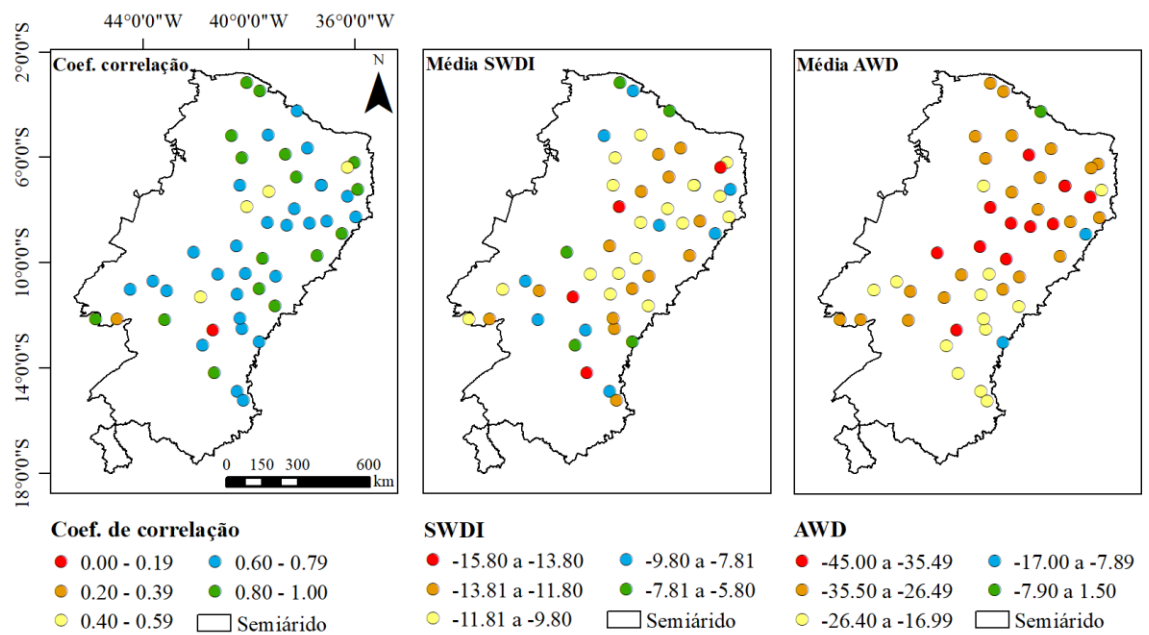 44°0'0"W 40°0'0"W 36°0'0"W
2°0'0"S
6°0'0"S
10°0'0"S
14°0'0"S
18°0'0"S
Coef. correlação
N
0 150 300 600
km
Média SWDI
Média AWD
Coef. de correlação
0.00 - 0.19
0.20 - 0.39
0.40 - 0.59
0.60 - 0.79
0.80 - 1.00
Semiárido
SWDI
-15.80 a -13.80
-13.81 a -11.80
-11.81 a -9.80
-9.80 a -7.81
-7.81 a -5.80
Semiárido
AWD
-45.00 a -35.49
-35.50 a -26.49
-26.40 a -16.99
-17.00 a -7.89
-7.90 a 1.50
Semiárido